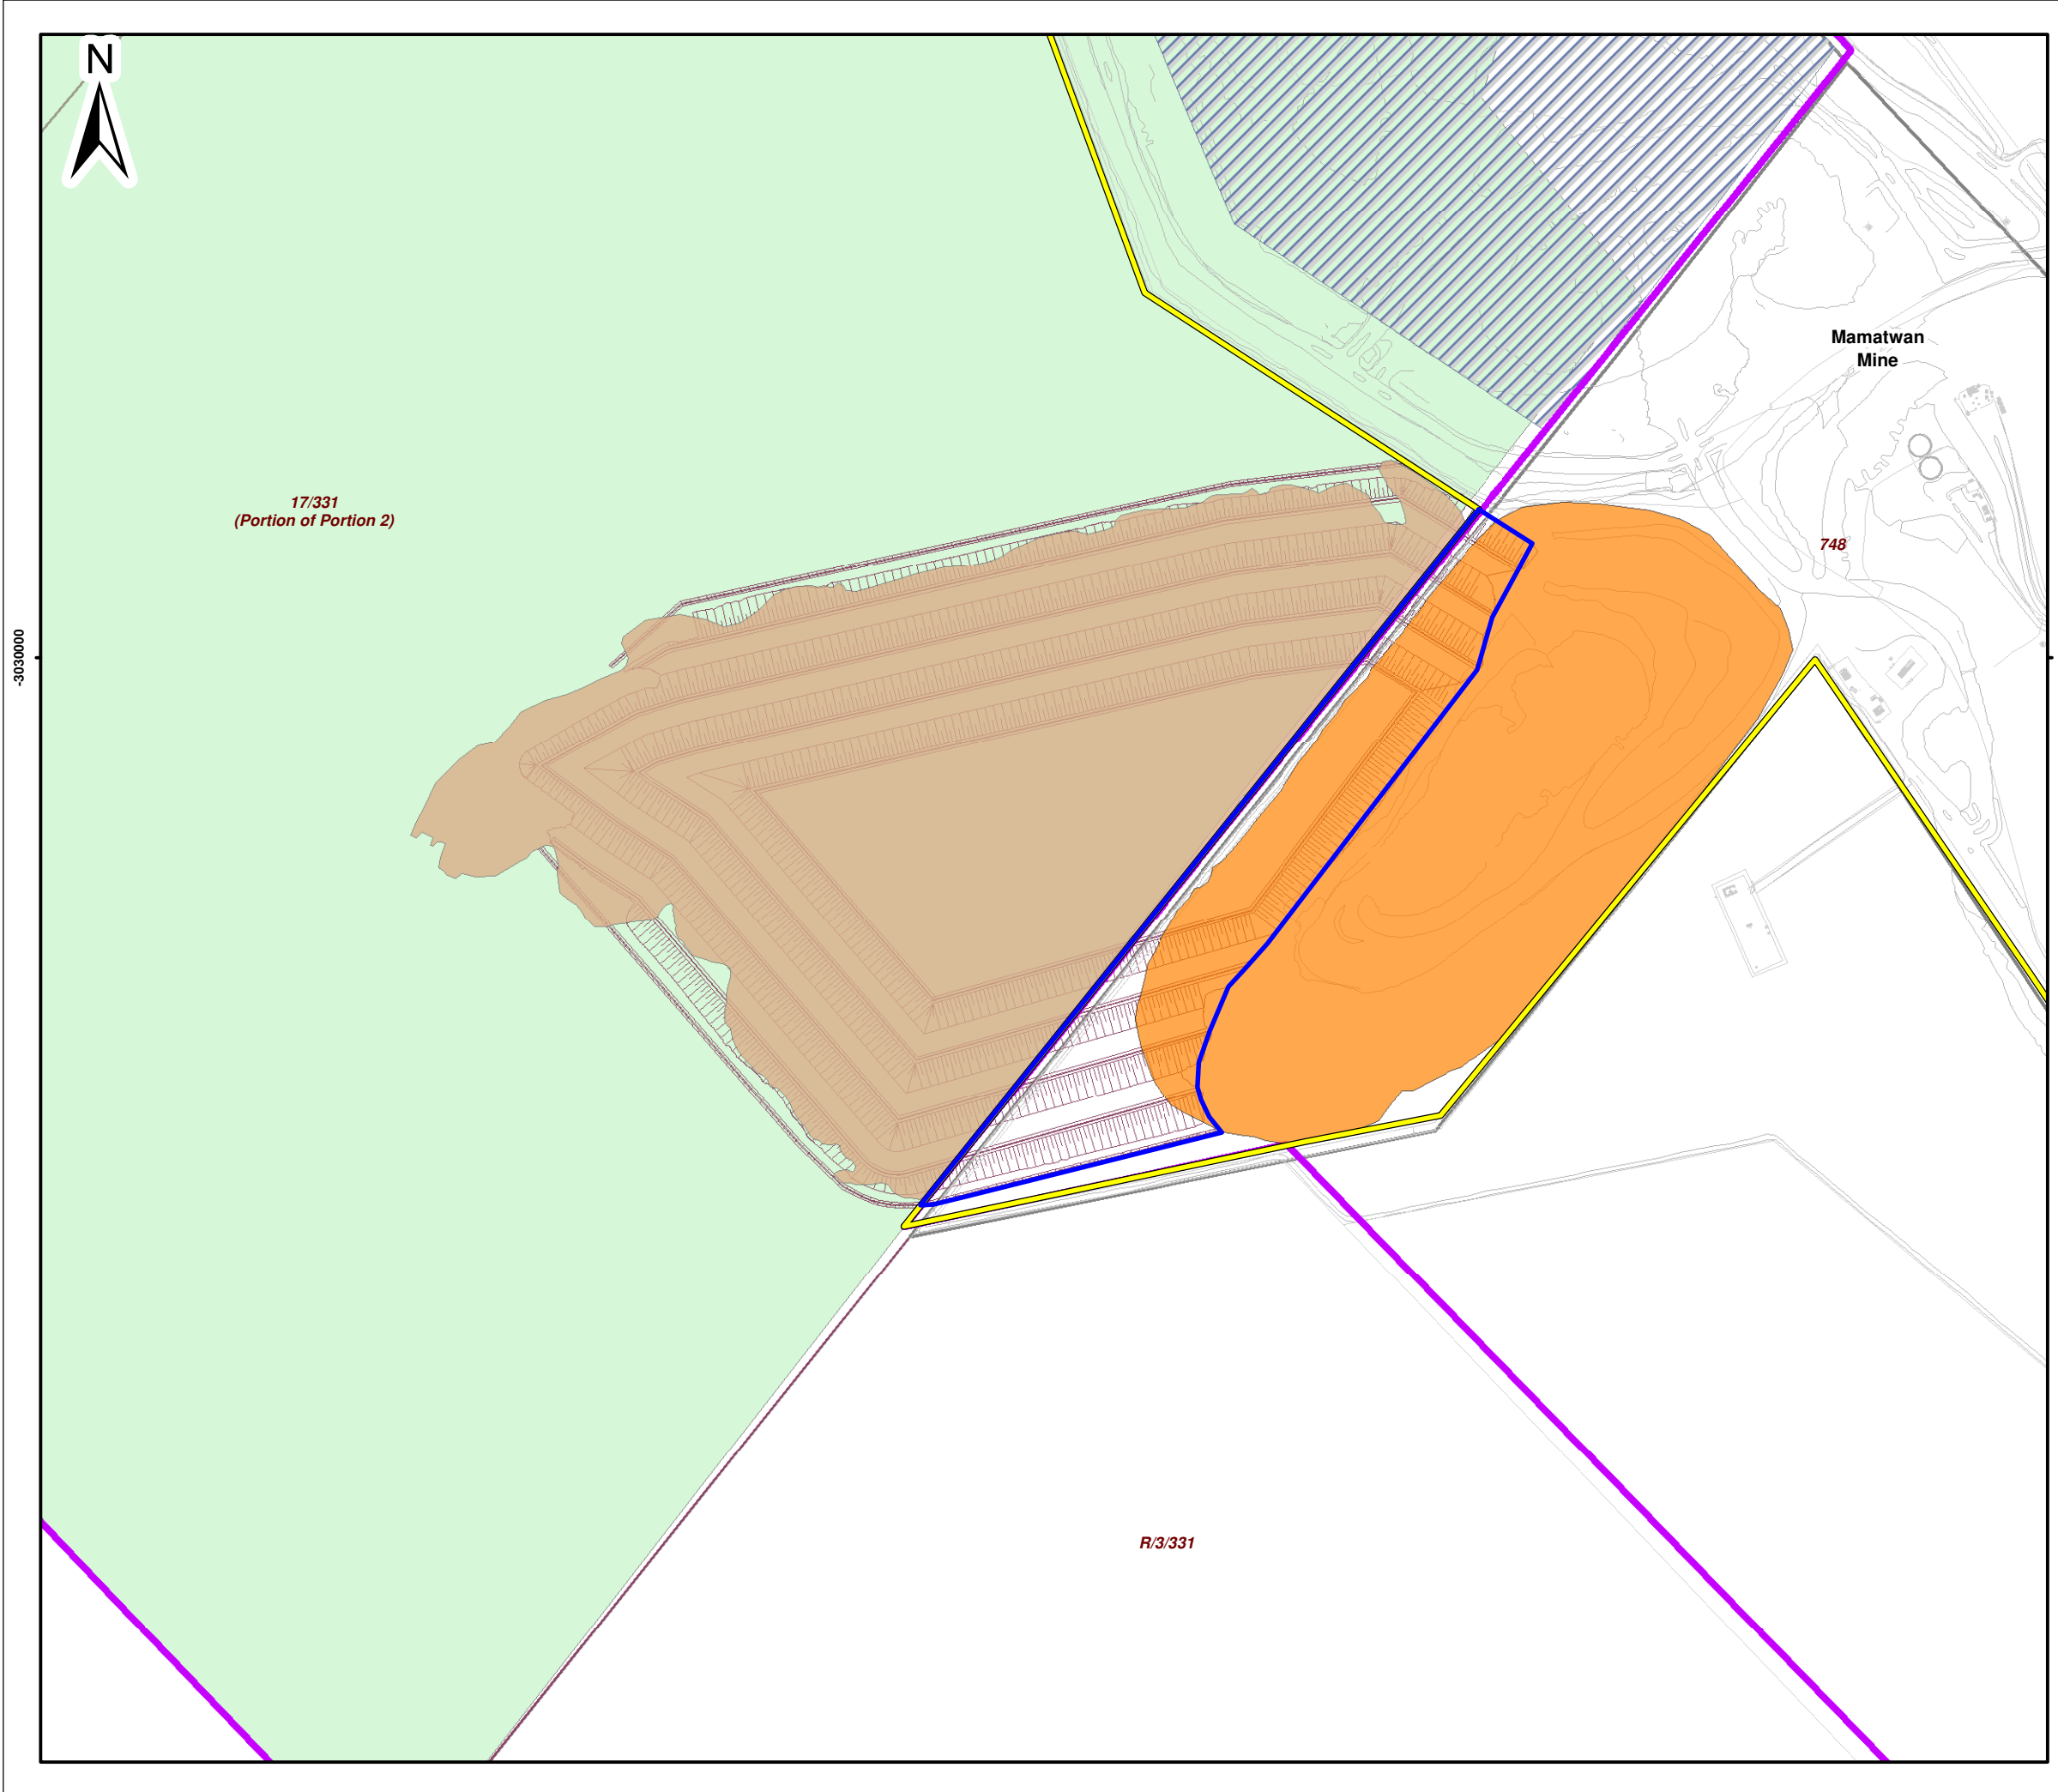 N
Mamatwan
Mine
17/331
(Portion of Portion 2)
748
-3030000
R/3/331